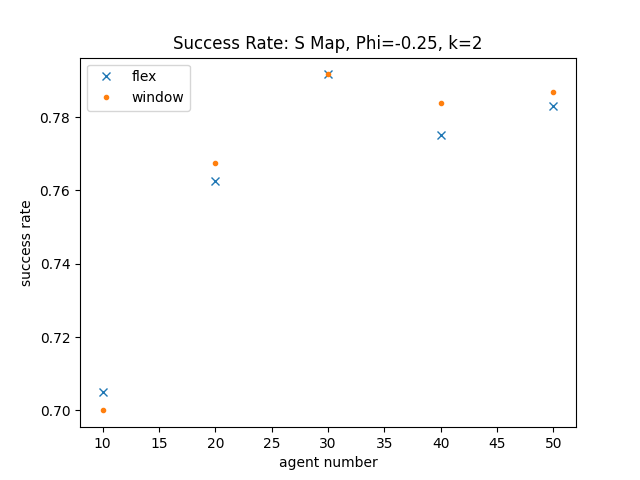 Success Rate: S Map, Phi=-0.25, k=2
flex
window
success rate
0.78
0.76
0.74
0.72
0.70
10 15 20 25 30 35 40 45 50
agent number